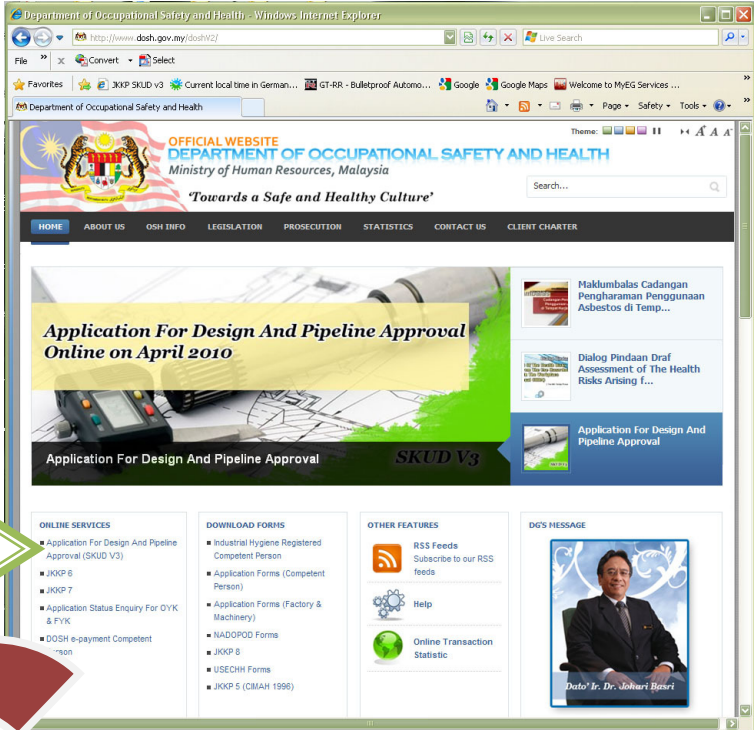 Department of Occupational Safety and Health - Windows Internet Explorer
http://www.dosh.gov.my/doshV2/
Live Search
File » x Convert Select
Favorites JKKP SKUD v3 Current local time in German... GT-RR - Bulletproof Automo... Google Google Maps Welcome to MyEG Services ... »
Department of Occupational Safety and Health Page Safety Tools »
Theme: A A A
OFFICIAL WEBSITE
DEPARTMENT OF OCCUPATIONAL SAFETY AND HEALTH
Ministry of Human Resources, Malaysia
'Towards a Safe and Healthy Culture'
Search...
HOME ABOUT US OSH INFO LEGISLATION PROSECUTION STATISTICS CONTACT US CLIENT CHARTER
Application For Design And Pipeline Approval
Online on April 2010
SKUD V3
Application For Design And Pipeline Approval
Maklumbalas Cadangan
Pengharaman Penggunaan
Asbestos di Temp...
Dialog Pindaan Draf
Assessment of The Health
Risks Arising f...
Application For Design And
Pipeline Approval
ONLINE SERVICES
Application For Design And Pipeline
Approval (SKUD V3)
JKKP 6
JKKP 7
Application Status Enquiry For OYK
& FYK
DOSH e-payment Competent
DOWNLOAD FORMS
Industrial Hygiene Registered
Competent Person
Application Forms (Competent
Person)
Application Forms (Factory &
Machinery)
NADOPOD Forms
JKKP 8
USECHH Forms
JKKP 5 (CIMAH 1996)
OTHER FEATURES
RSS Feeds
Subscribe to our RSS
feeds
Help
Online Transaction
Statistic
DG'S MESSAGE
Dato' Ir. Dr. Johari Basri